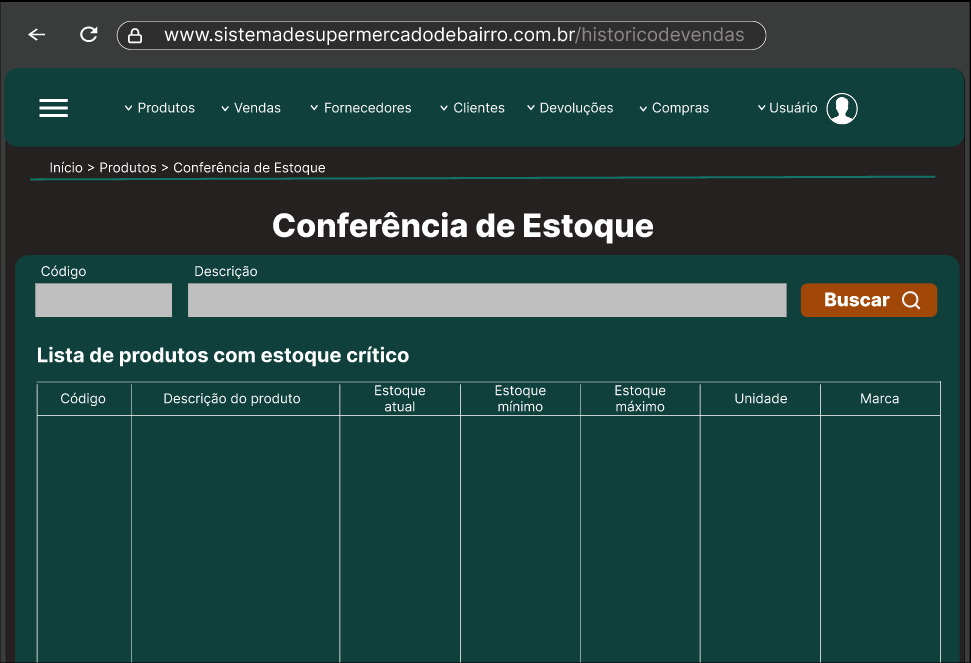 www.sistemadesupermercadodebairro.com.br/historicodevendas
Produtos Vendas Fornecedores Clientes Devoluções Compras Usuário
Início > Produtos > Conferência de Estoque
Conferência de Estoque
Código Descrição
Buscar
Lista de produtos com estoque crítico
Código Descrição do produto Estoque atual Estoque mínimo Estoque máximo Unidade Marca